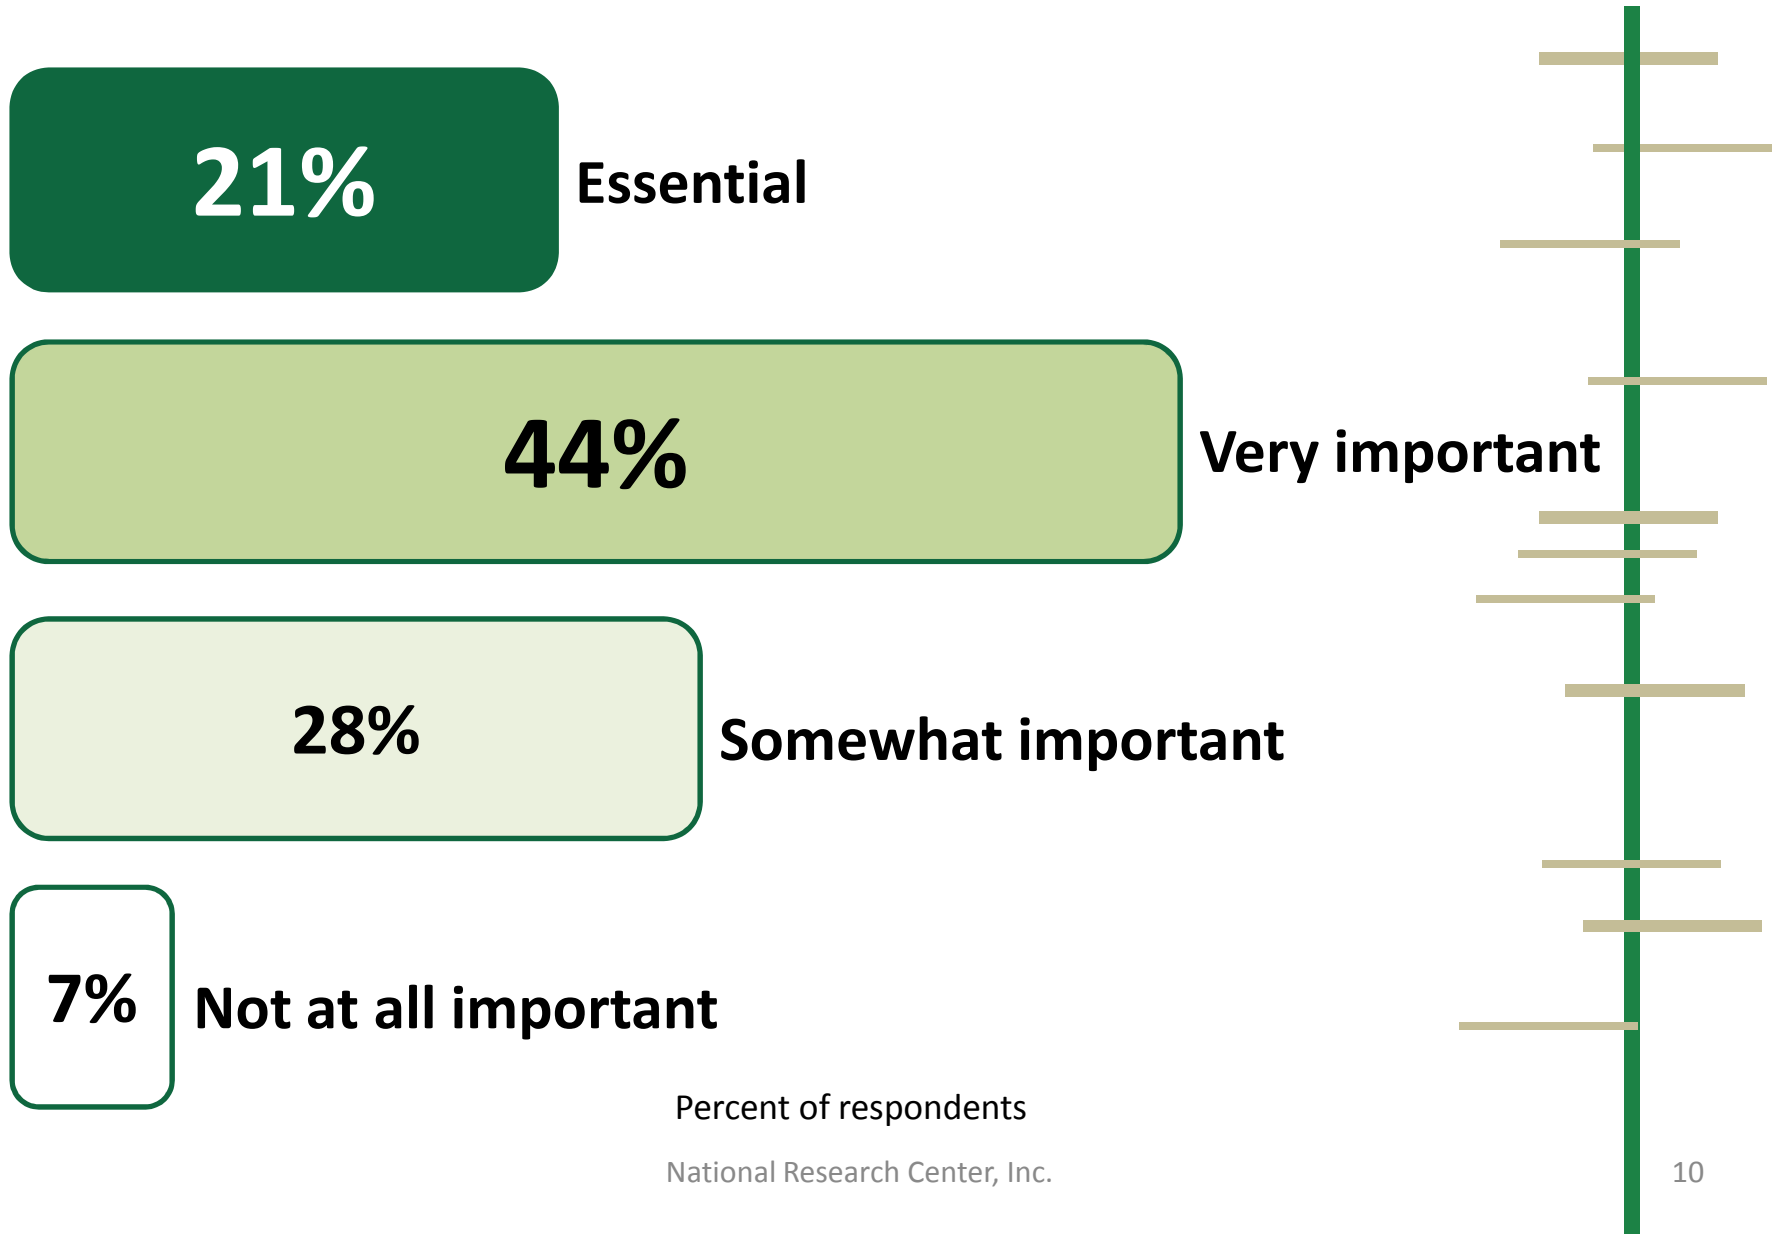 21%
Essential
44%
Very important
28%
Somewhat important
7%
Not at all important
Percent of respondents
National Research Center, Inc.
10